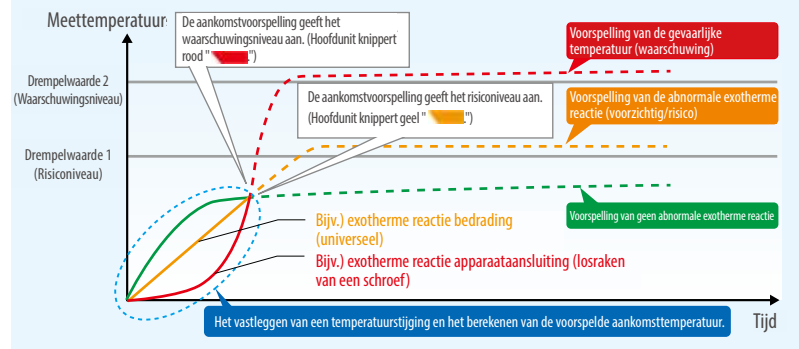 Meettemperatuur
De aankomstvoorspelling geeft het
waarschuwingsniveau aan. (Hoofdunit knippert
rood " .")
Voorspelling van de gevaarlijke
temperatuur (waarschuwing)
Drempelwaarde 2
(Waarschuwingsniveau)
De aankomstvoorspelling geeft het risiconiveau aan.
(Hoofdunit knippert geel " .")
Voorspelling van de abnormale exotherme
reactie (voorzichtig/risico)
Drempelwaarde 1
(Risiconiveau)
Voorspelling van geen abnormale exotherme reactie
Bijv.) exotherme reactie bedrading
(universeel)
Bijv.) exotherme reactie apparaataansluiting (losraken
van een schroef)
Het vastleggen van een temperatuurstijging en het berekenen van de voorspelde aankomsttemperatuur.
Tijd